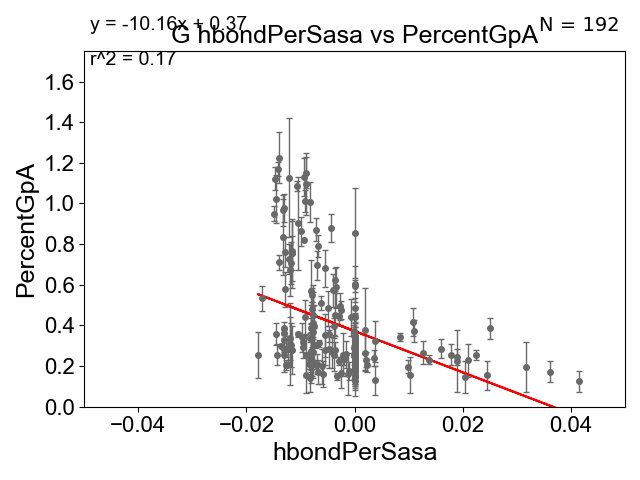 y = -10.16x + 0.37
N = 192
G hbondPerSasa vs PercentGpA
r^2 = 0.17
PercentGpA
1.6
1.4
1.2
1.0
0.8
0.6
0.4
0.2
0.0
−0.04
−0.02
0.00
0.02
0.04
hbondPerSasa